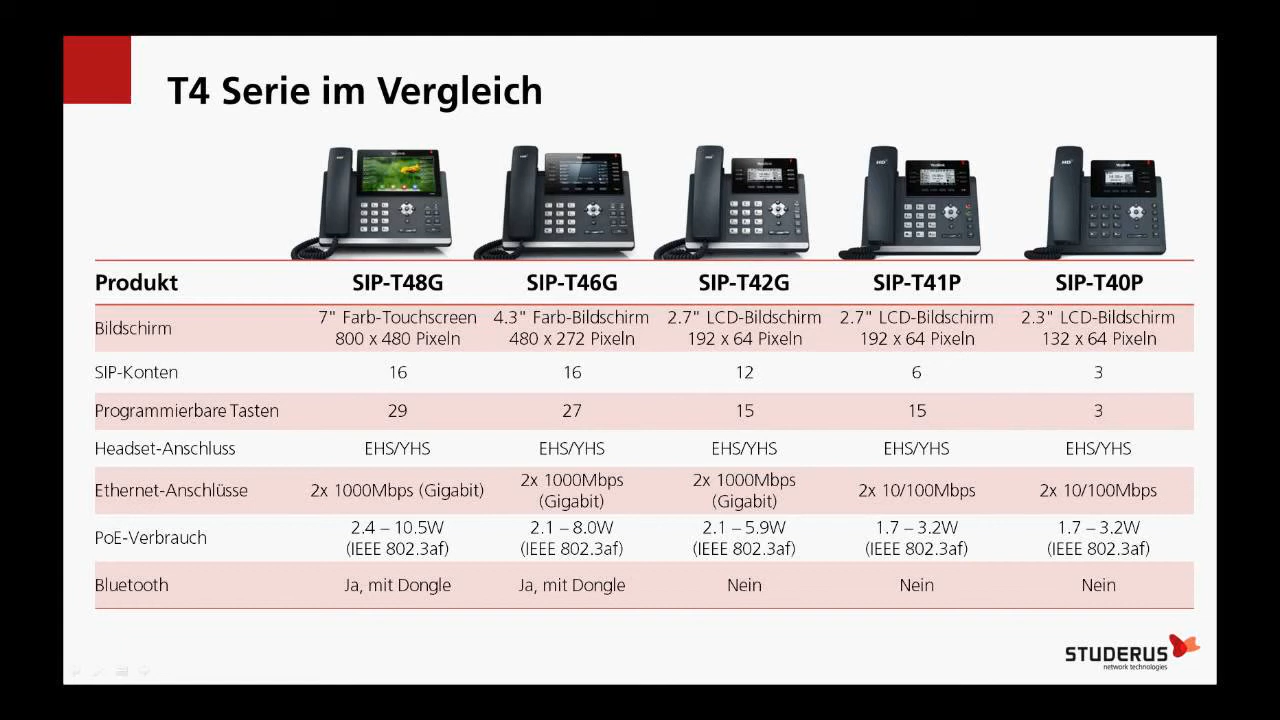 T4 Serie im Vergleich
Produkt SIP-T48G SIP-T46G SIP-T42G SIP-T41P SIP-T40P
Bildschirm 7" Farb-Touchscreen 800 x 480 Pixeln 4.3" Farb-Bildschirm 480 x 272 Pixeln 2.7" LCD-Bildschirm 192 x 64 Pixeln 2.7" LCD-Bildschirm 192 x 64 Pixeln 2.3" LCD-Bildschirm 132 x 64 Pixeln
SIP-Konten 16 16 12 6 3
Programmierbare Tasten 29 27 15 15 3
Headset-Anschluss EHS/YHS EHS/YHS EHS/YHS EHS/YHS EHS/YHS
Ethernet-Anschlüsse 2x 1000Mbps (Gigabit) 2x 1000Mbps (Gigabit) 2x 1000Mbps (Gigabit) 2x 10/100Mbps 2x 10/100Mbps
PoE-Verbrauch 2.4 – 10.5W (IEEE 802.3af) 2.1 – 8.0W (IEEE 802.3af) 2.1 – 5.9W (IEEE 802.3af) 1.7 – 3.2W (IEEE 802.3af) 1.7 – 3.2W (IEEE 802.3af)
Bluetooth Ja, mit Dongle Ja, mit Dongle Nein Nein Nein
STUDERUS
network technologies